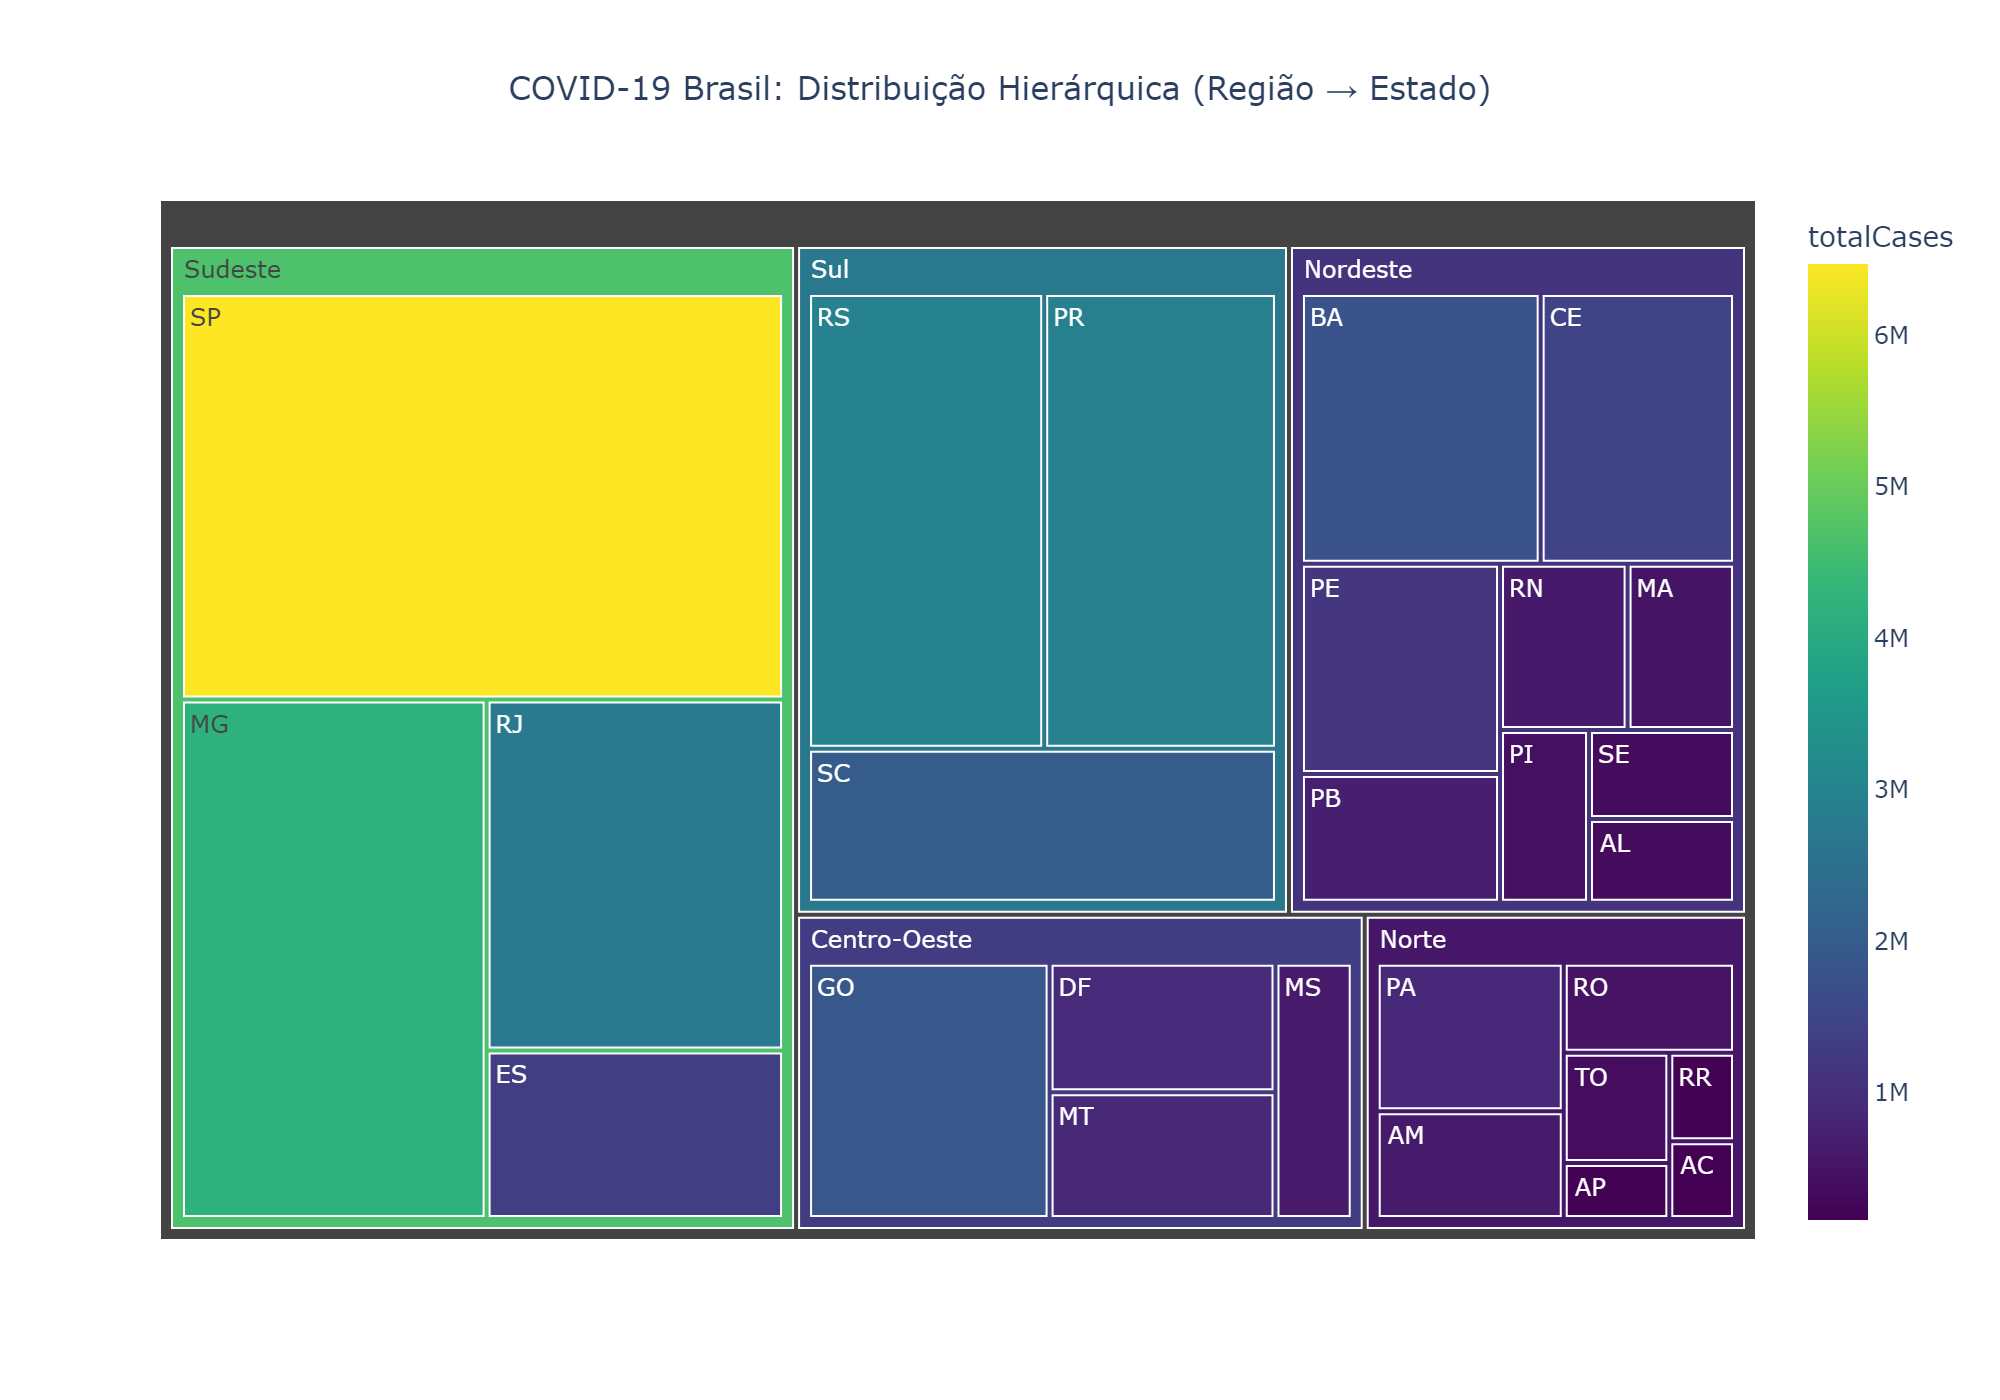 COVID-19 Brasil: Distribuição Hierárquica (Região → Estado)
Sudeste
SP
MG
RJ
ES
Sul
RS
PR
SC
Nordeste
BA
CE
PE
RN
MA
PB
PI
SE
AL
Centro-Oeste
GO
DF
MT
MS
Norte
PA
RO
AM
TO
RR
AP
AC
totalCases
6M
5M
4M
3M
2M
1M